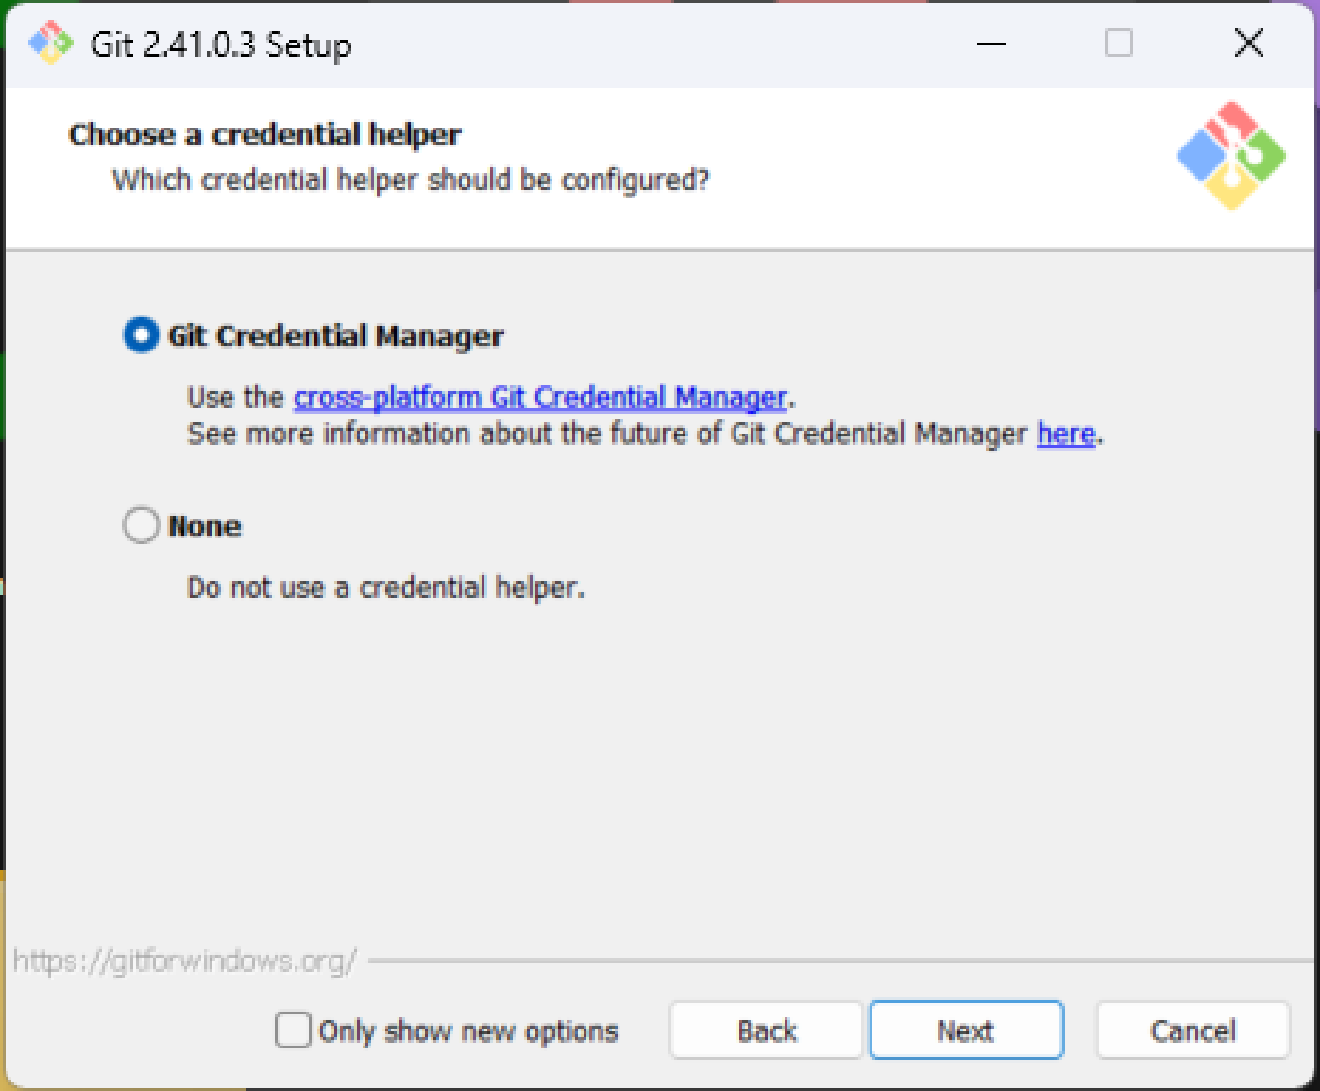 Git 2.41.0.3 Setup
Choose a credential helper
Which credential helper should be configured?
Git Credential Manager
Use the cross-platform Git Credential Manager.
See more information about the future of Git Credential Manager here.
None
Do not use a credential helper.
https://gitforwindows.org/
Only show new options Back Next Cancel